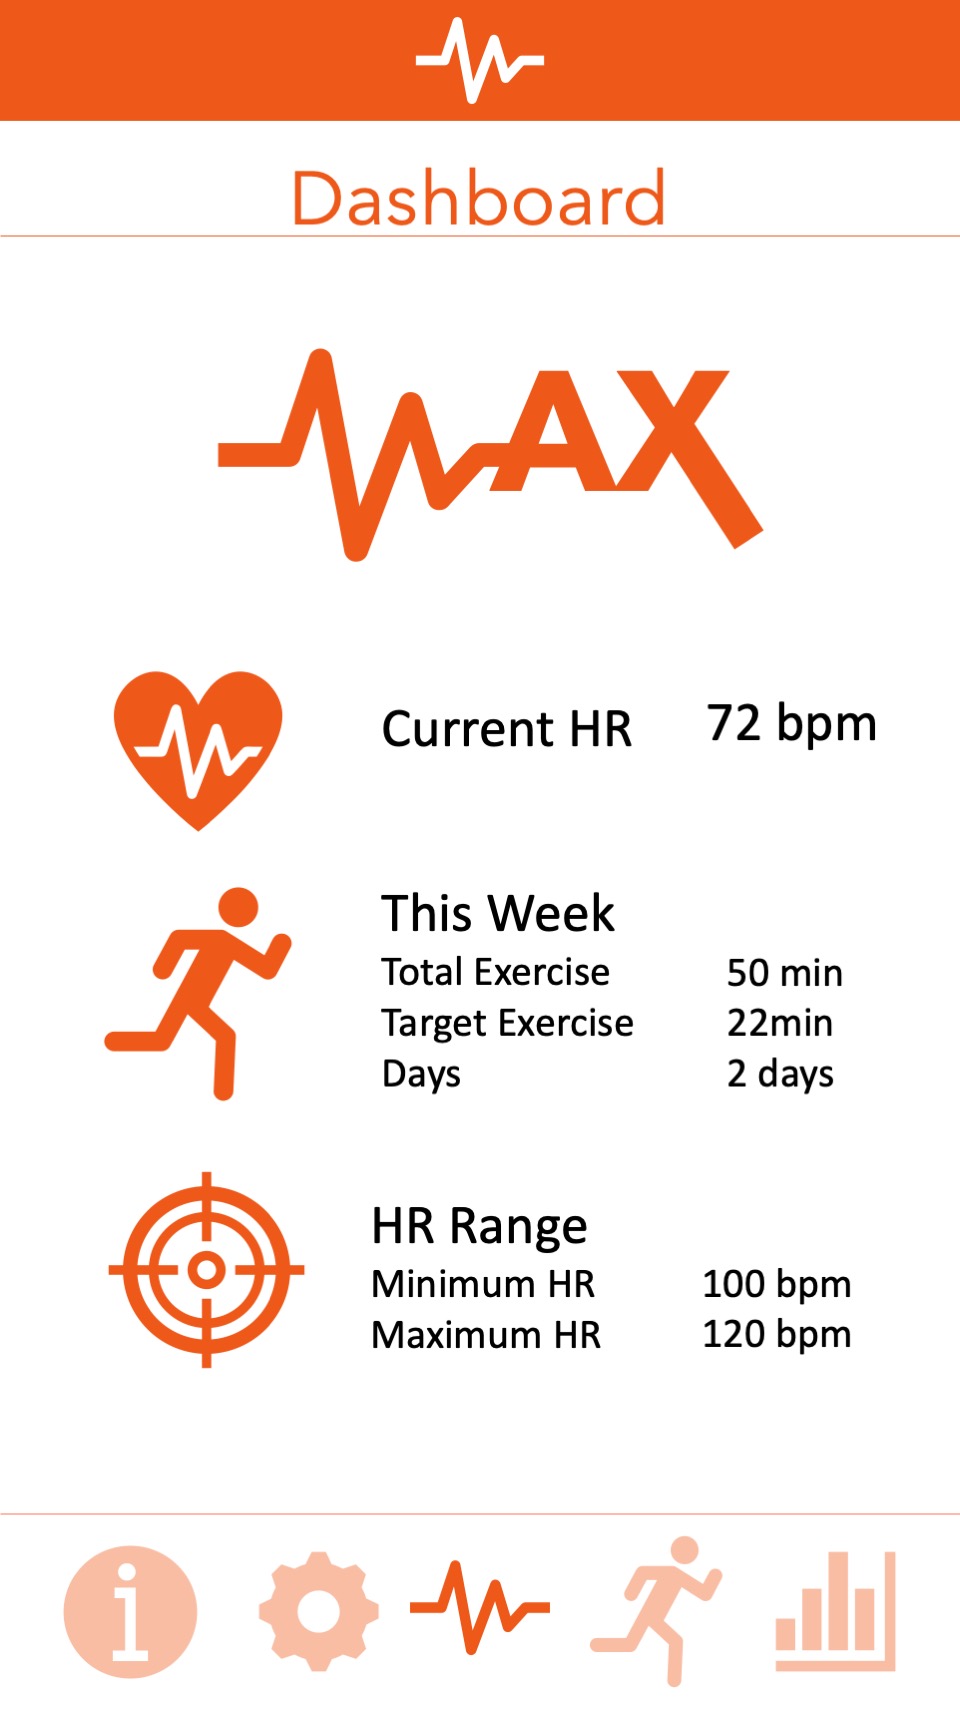 Dashboard
MAX
Current HR 72 bpm
This Week
Total Exercise 50 min
Target Exercise 22min
Days 2 days
HR Range
Minimum HR 100 bpm
Maximum HR 120 bpm
i